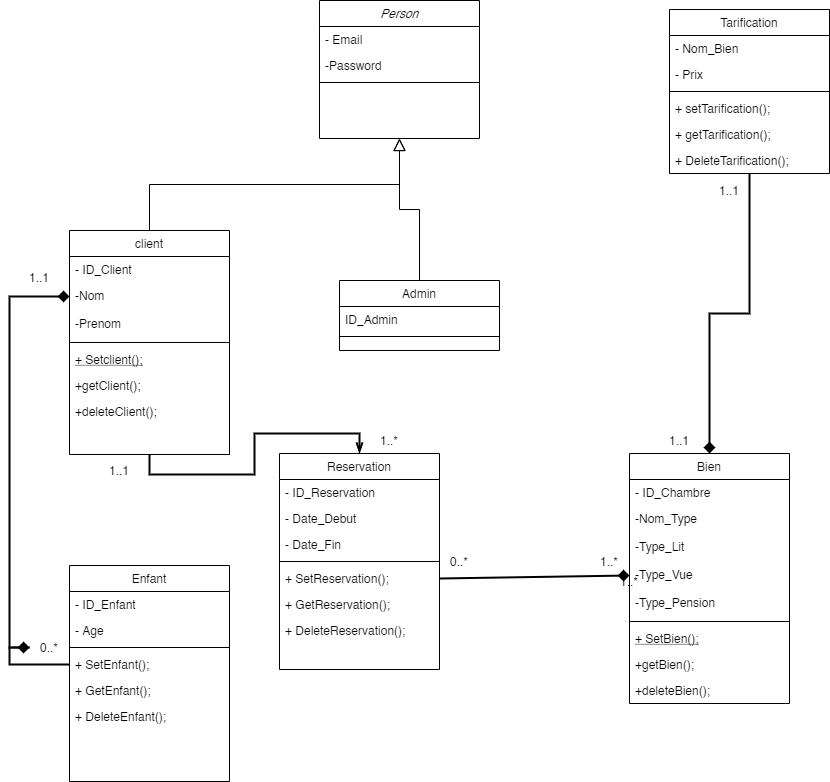 Person
- Email
-Password
Tarification
- Nom_Bien
- Prix
+ setTarification();
+ getTarification();
+ DeleteTarification();
1..1
client
- ID_Client
-Nom
-Prenom
+ Setclient();
+getClient();
+deleteClient();
1..1
Admin
ID_Admin
1..1
1..*
Reservation
- ID_Reservation
- Date_Debut
- Date_Fin
+ SetReservation();
+ GetReservation();
+ DeleteReservation();
0..*
1..*
1..*
1..1
Bien
- ID_Chambre
-Nom_Type
-Type_Lit
-Type_Vue
-Type_Pension
+ SetBien();
+getBien();
+deleteBien();
Enfant
- ID_Enfant
- Age
0..*
+ SetEnfant();
+ GetEnfant();
+ DeleteEnfant();